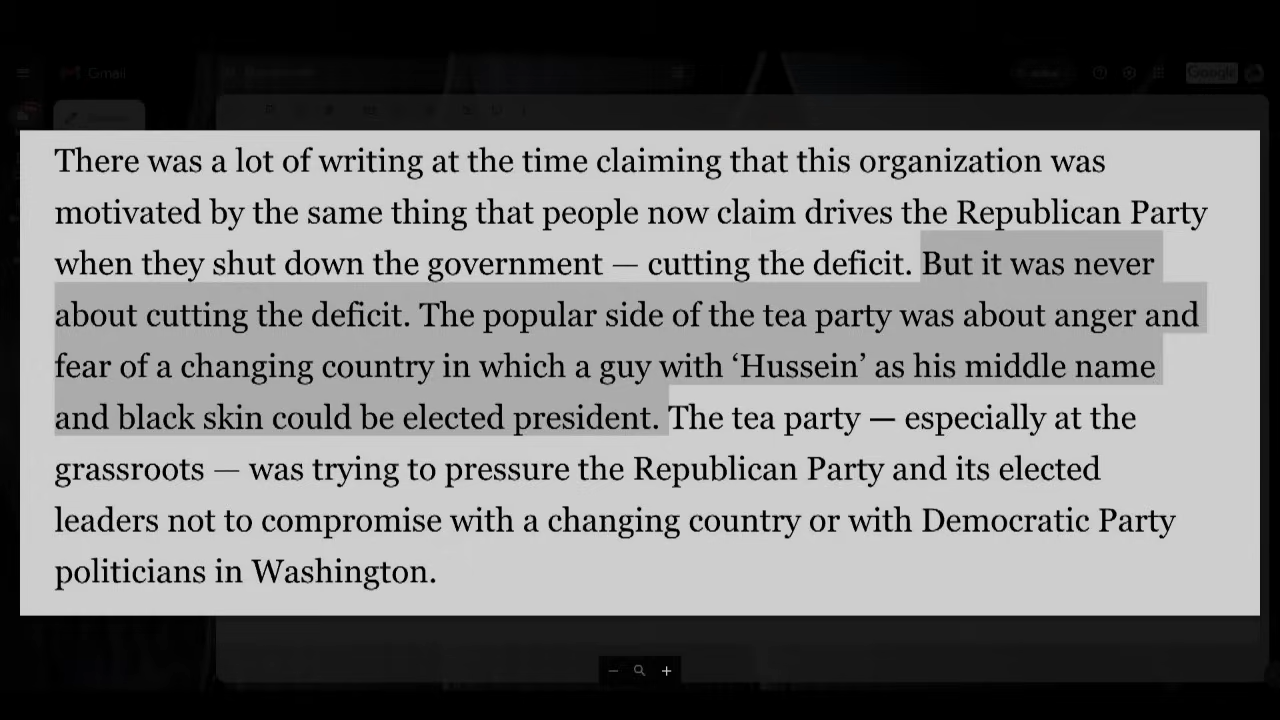 Gmail
Google
There was a lot of writing at the time claiming that this organization was
motivated by the same thing that people now claim drives the Republican Party
when they shut down the government — cutting the deficit. But it was never
about cutting the deficit. The popular side of the tea party was about anger and
fear of a changing country in which a guy with ‘Hussein’ as his middle name
and black skin could be elected president. The tea party — especially at the
grassroots — was trying to pressure the Republican Party and its elected
leaders not to compromise with a changing country or with Democratic Party
politicians in Washington.